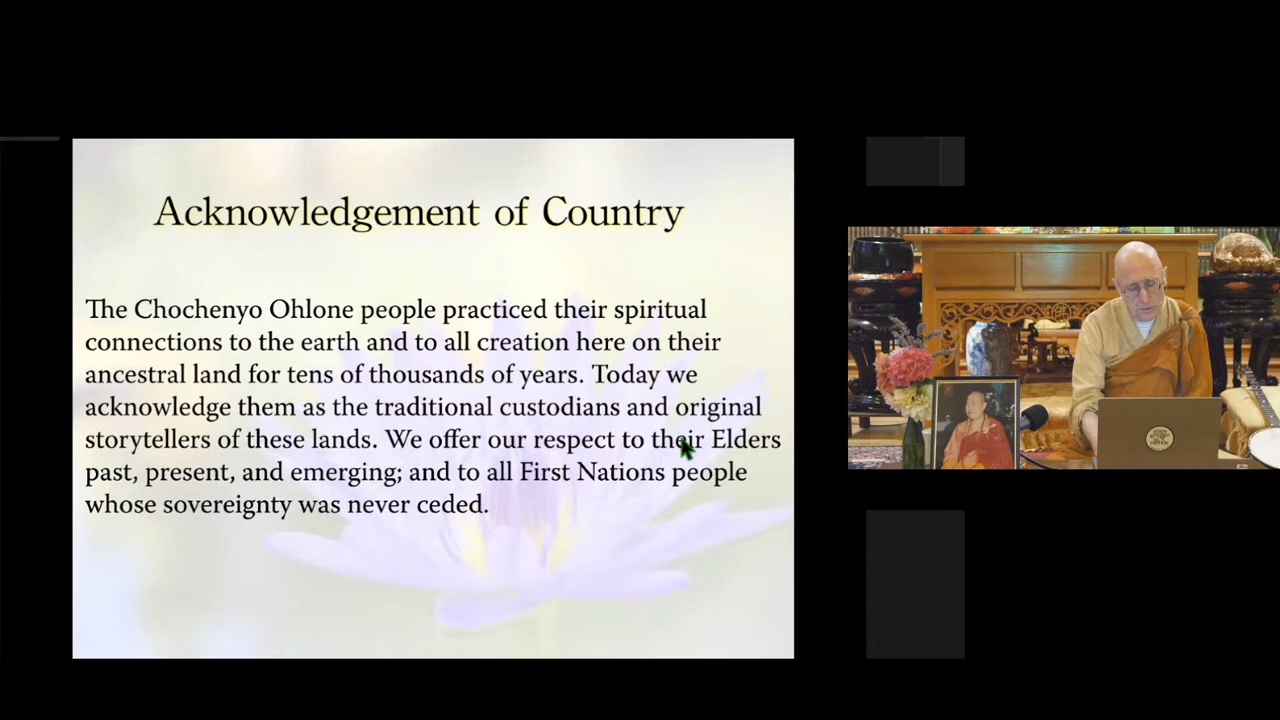 Acknowledgement of Country
The Chochenyo Ohlone people practiced their spiritual
connections to the earth and to all creation here on their
ancestral land for tens of thousands of years. Today we
acknowledge them as the traditional custodians and original
storytellers of these lands. We offer our respect to their Elders
past, present, and emerging; and to all First Nations people
whose sovereignty was never ceded.